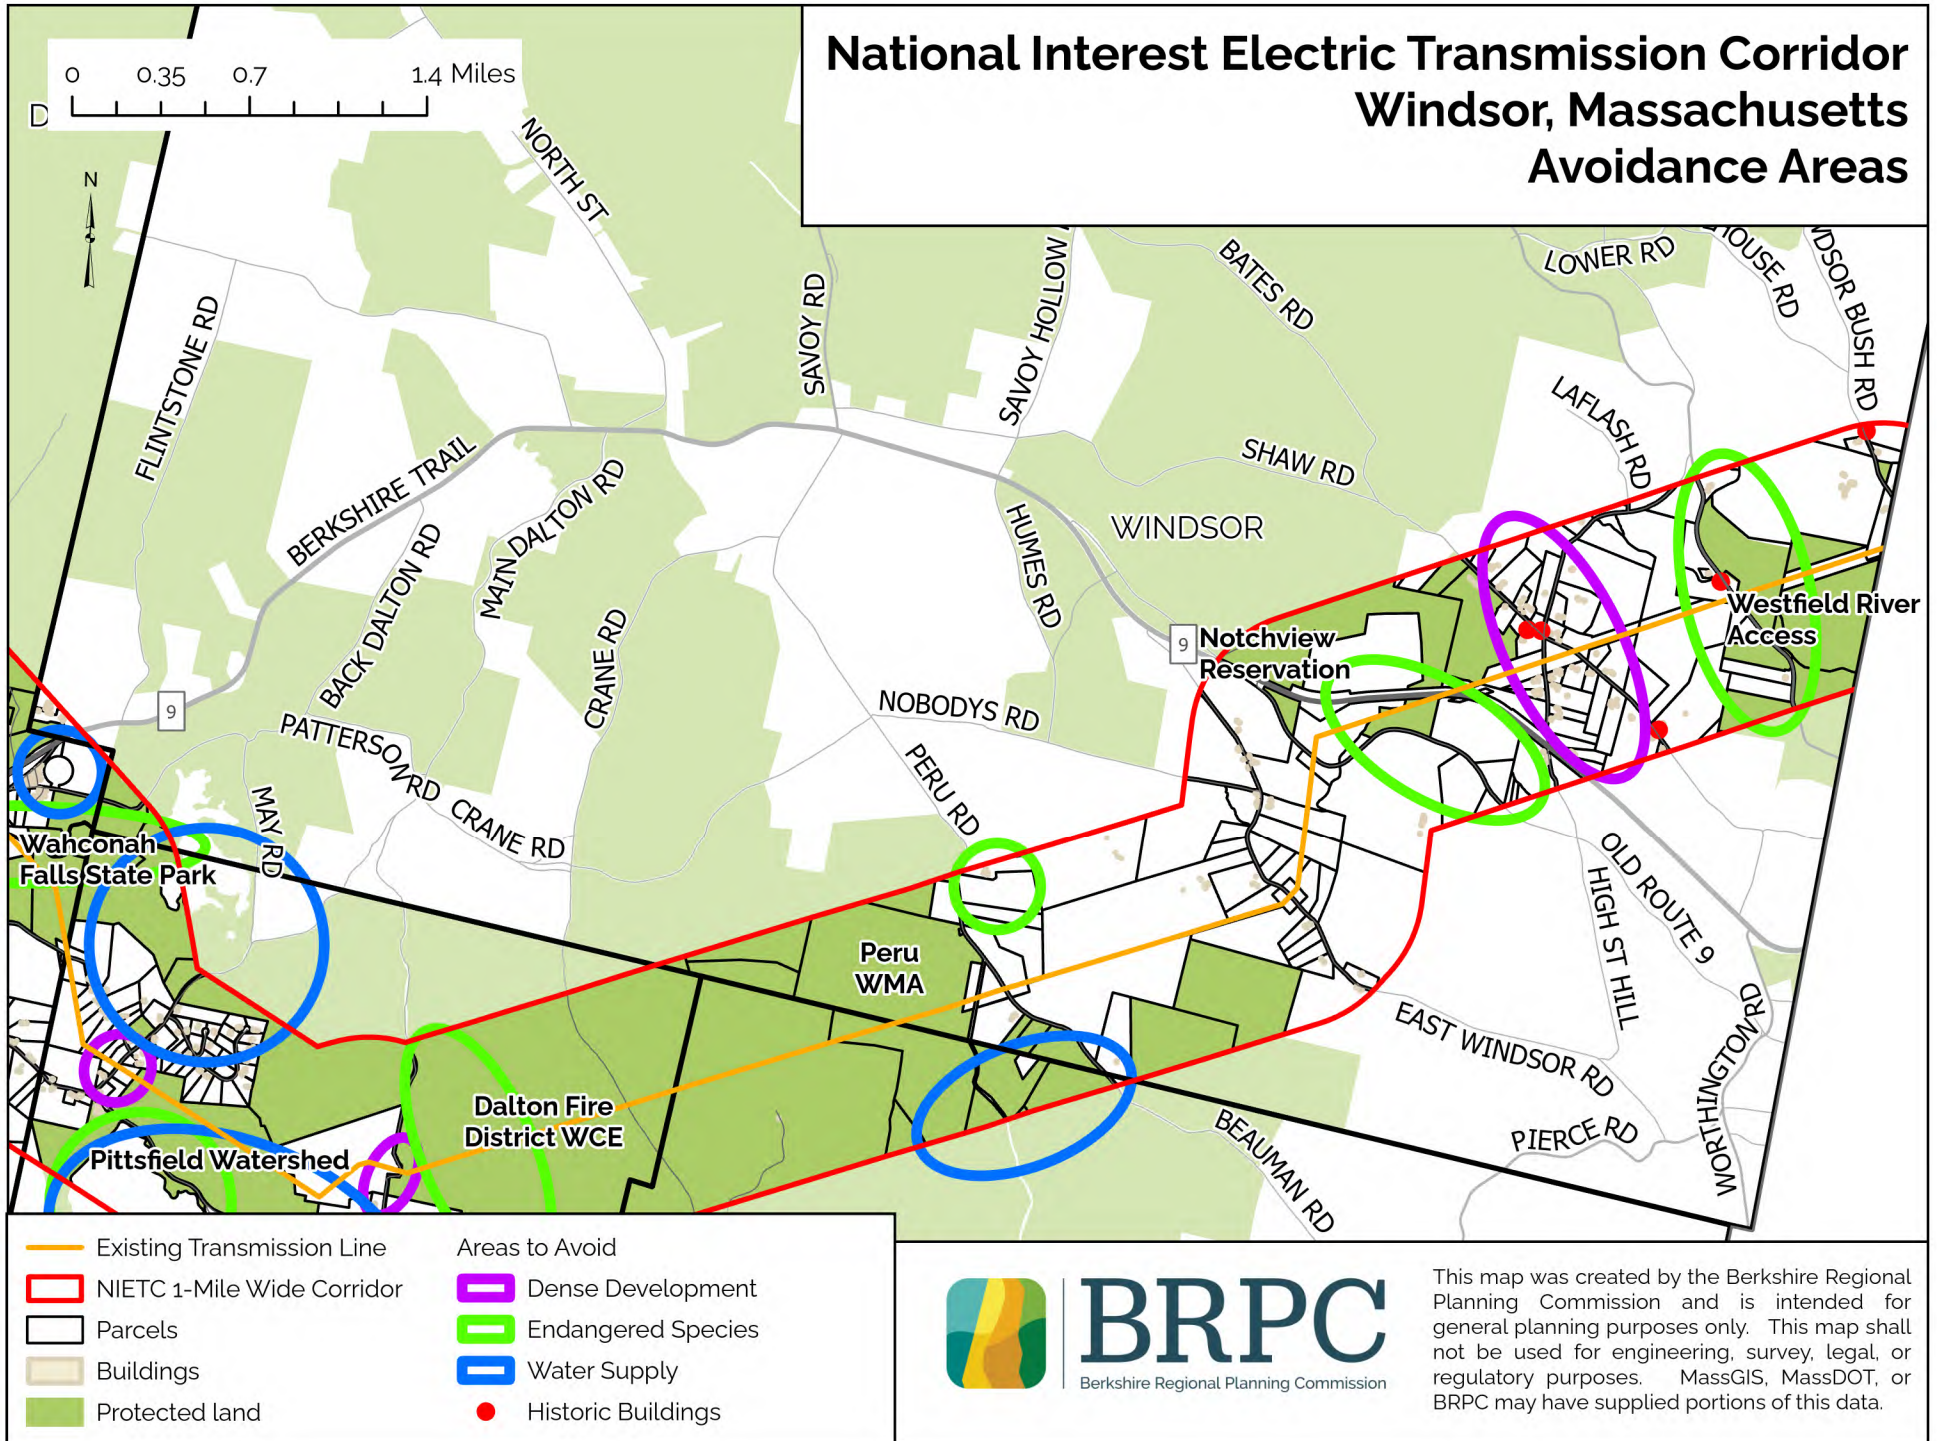 National Interest Electric Transmission Corridor
Windsor, Massachusetts
Avoidance Areas
0 0.35 0.7 1.4 Miles
D
N
NORTH ST
FLINTSTONE RD
SAVOY RD
SAVOY HOLLOW
BATES RD
LOWER RD
HOUSE RD
DSOR BUSH RD
LAFLASH RD
SHAW RD
BERKSHIRE TRAIL
BACK DALTON RD
MAIN DALTON RD
CRANE RD
HUMES RD
WINDSOR
9
Notchview
Reservation
Westfield River
Access
9
PATTERSON RD
NOBODYS RD
PERU RD
MAY RD
CRANE RD
Wahconah
Falls State Park
OLD ROUTE 9
HIGH ST HILL
Peru
WMA
EAST WINDSOR RD
WORTHINGTON RD
Dalton Fire
District WCE
Pittsfield Watershed
BEAUMAN RD
PIERCE RD
Existing Transmission Line
NIETC 1-Mile Wide Corridor
Parcels
Buildings
Protected land
Areas to Avoid
Dense Development
Endangered Species
Water Supply
Historic Buildings
BRPC
Berkshire Regional Planning Commission
This map was created by the Berkshire Regional
Planning Commission and is intended for
general planning purposes only. This map shall
not be used for engineering, survey, legal, or
regulatory purposes. MassGIS, MassDOT, or
BRPC may have supplied portions of this data.